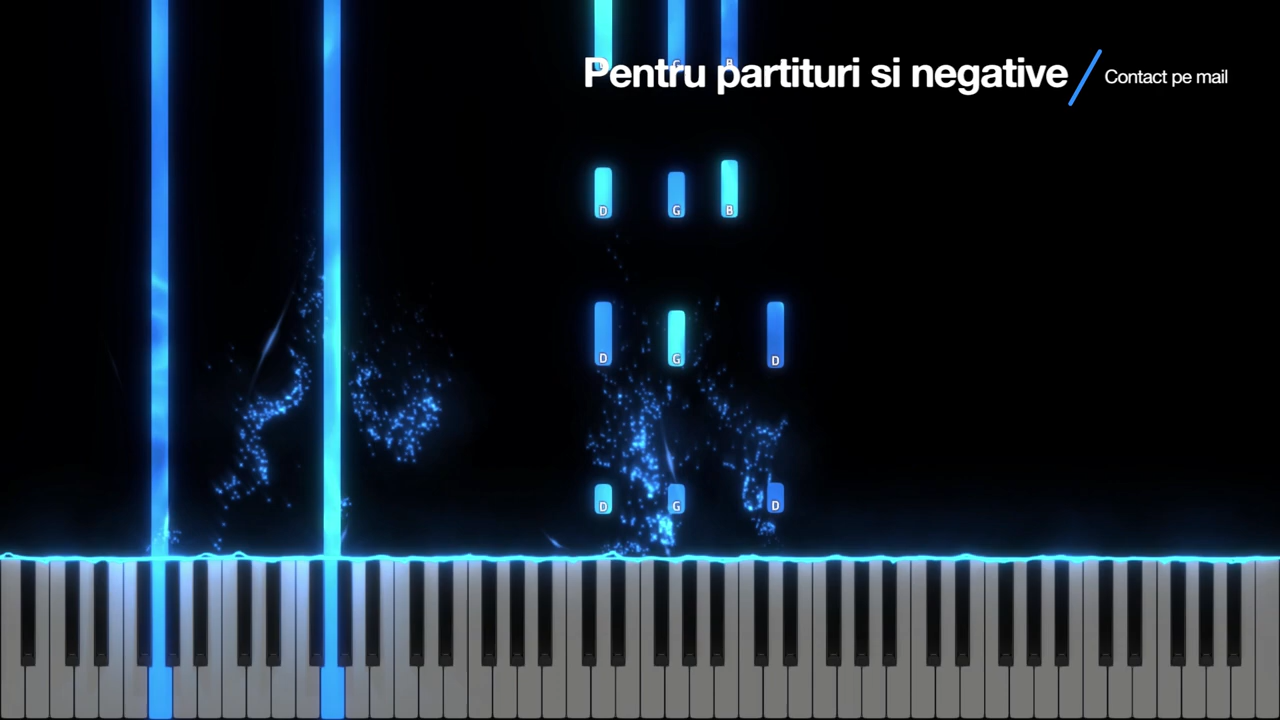 Pentru partituri si negative / Contact pe mail
G B
D G B
D G D
D G D